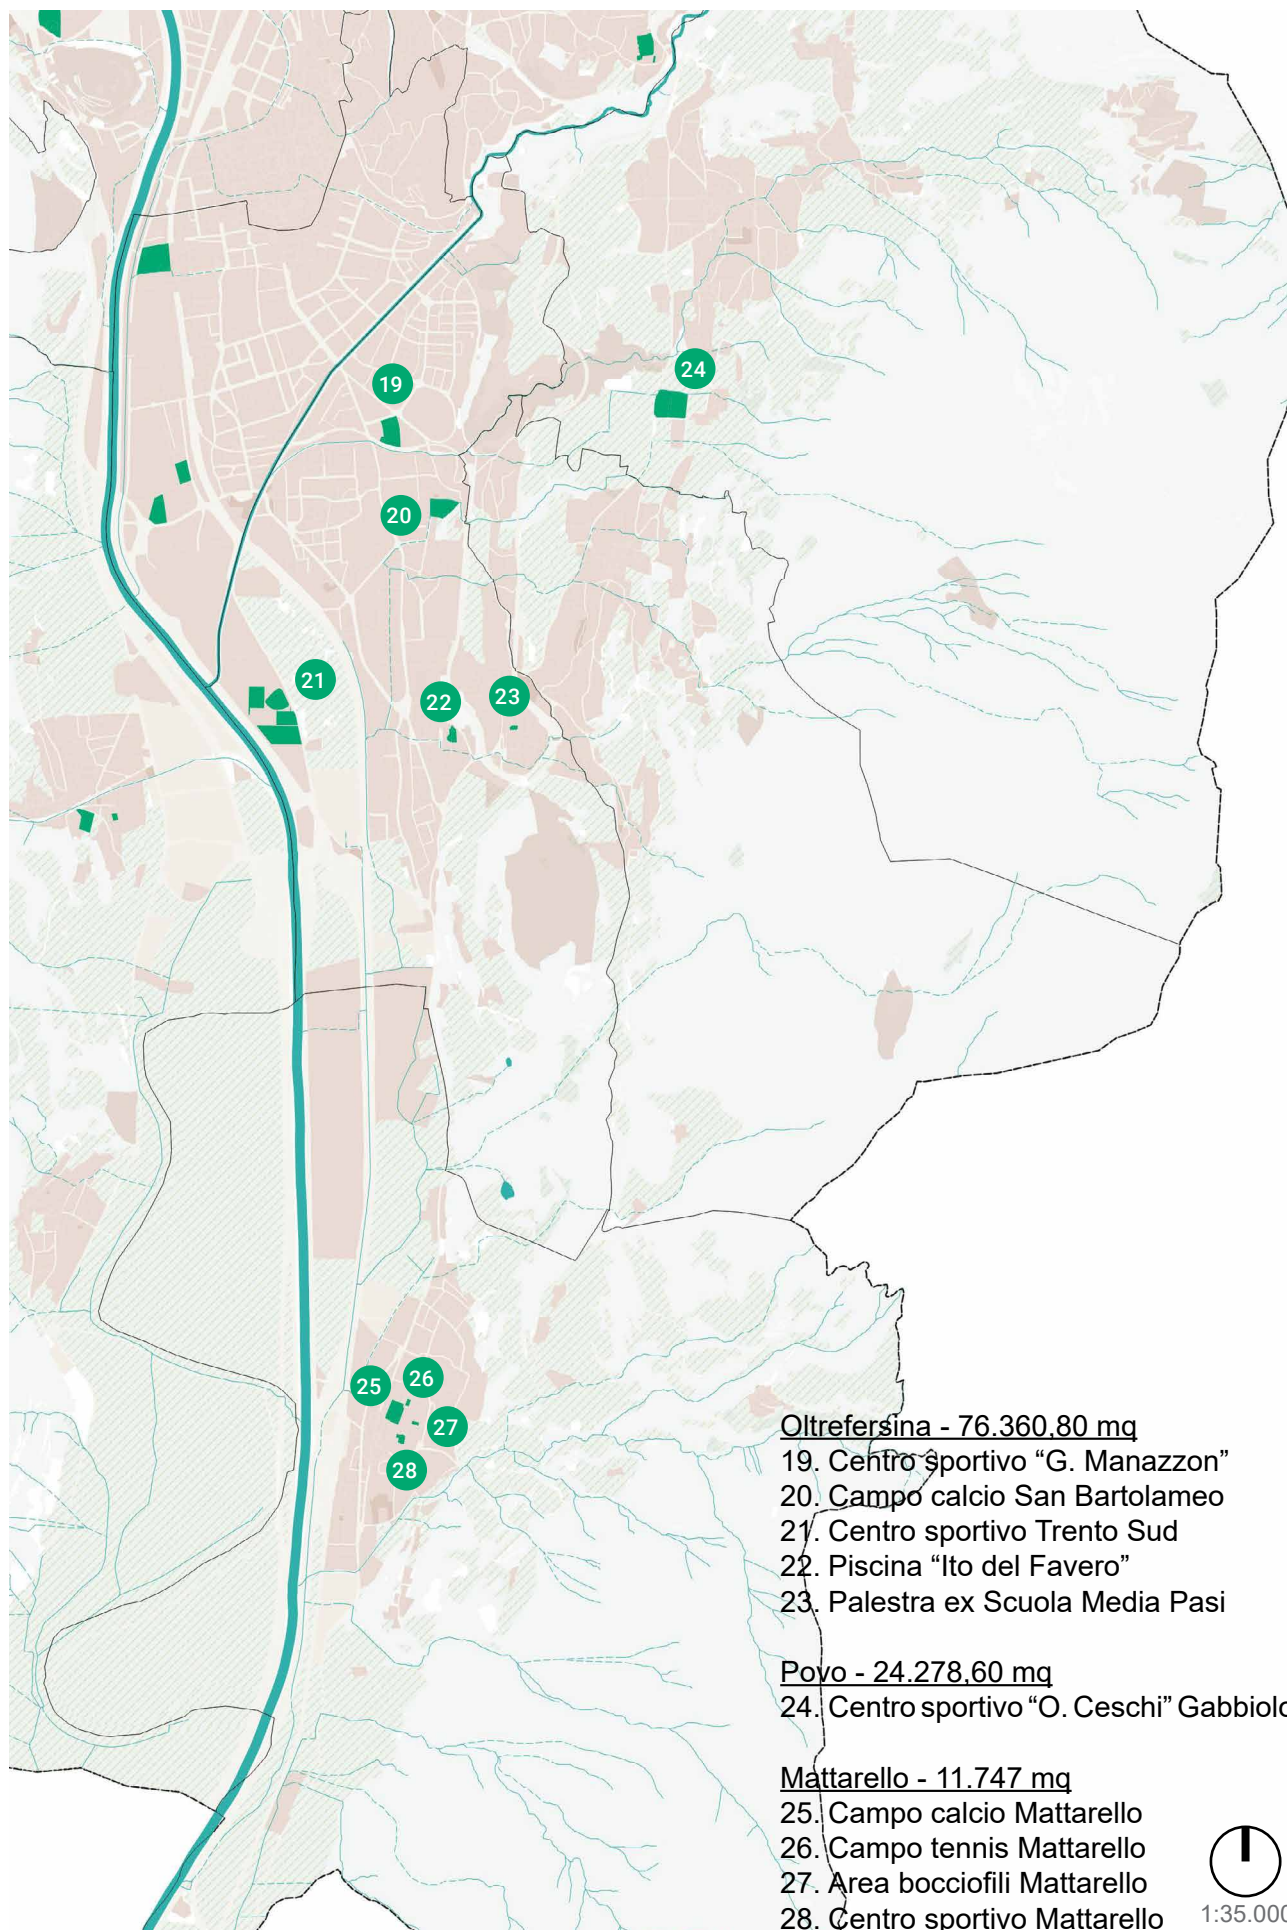 19
24
20
21
22
23
25
26
27
28
Oltrefersina - 76.360,80 mq
19. Centro sportivo “G. Manazzon”
20. Campo calcio San Bartolameo
21. Centro sportivo Trento Sud
22. Piscina “Ito del Favero”
23. Palestra ex Scuola Media Pasi
Povo - 24.278,60 mq
24. Centro sportivo “O. Ceschi” Gabbiolo
Mattarello - 11.747 mq
25. Campo calcio Mattarello
26. Campo tennis Mattarello
27. Area bocciofili Mattarello
28. Centro sportivo Mattarello
1:35.000